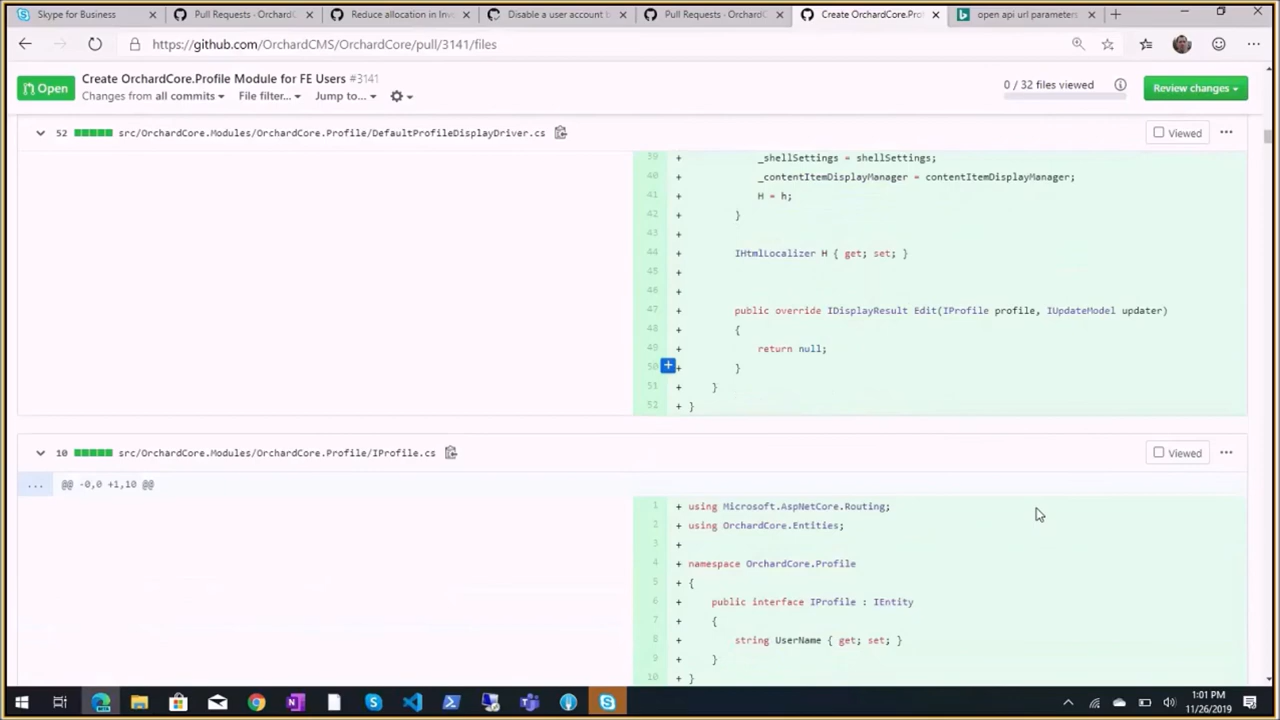 Skype for Business
Pull Requests · OrchardC
Reduce allocation in Invo
Disable a user account b
Pull Requests · OrchardC
Create OrchardCore.Pro
open api url parameters
https://github.com/OrchardCMS/OrchardCore/pull/3141/files
Open
Create OrchardCore.Profile Module for FE Users #3141
Changes from all commits
File filter...
Jump to...
0 / 32 files viewed
Review changes
52 src/OrchardCore.Modules/OrchardCore.Profile/DefaultProfileDisplayDriver.cs
Viewed
39 + _shellSettings = shellSettings;
40 + _contentItemDisplayManager = contentItemDisplayManager;
41 + H = h;
42 + }
43 +
44 + IHtmlLocalizer H { get; set; }
45 +
46 +
47 + public override IDisplayResult Edit(IProfile profile, IUpdateModel updater)
48 + {
49 + return null;
50 + }
51 + }
52 + }
10 src/OrchardCore.Modules/OrchardCore.Profile/IProfile.cs
Viewed
... @@ -0,0 +1,10 @@
1 + using Microsoft.AspNetCore.Routing;
2 + using OrchardCore.Entities;
3 +
4 + namespace OrchardCore.Profile
5 + {
6 + public interface IProfile : IEntity
7 + {
8 + string UserName { get; set; }
9 + }
10 + }
1:01 PM
11/26/2019